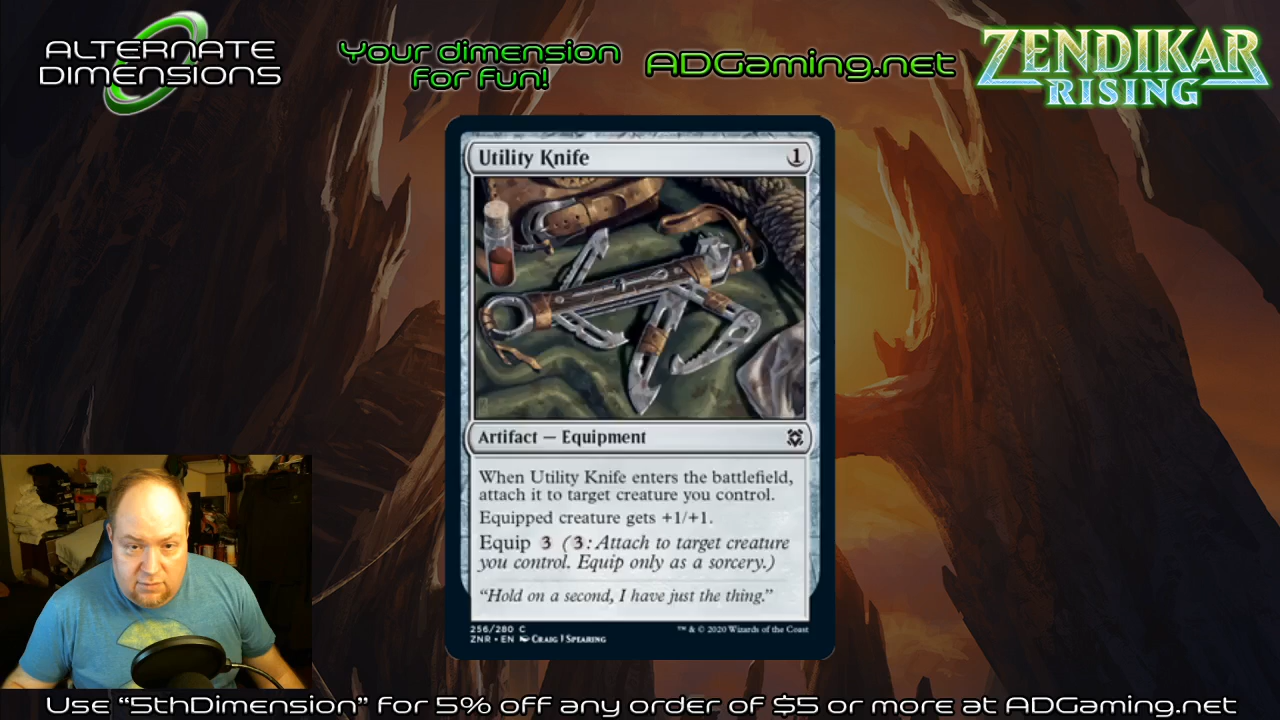 ALTERNATE
DIMENSIONS
Your dimension
for fun!
ADGaming.net
ZENDIKAR
RISING
Utility Knife 1
Artifact — Equipment
When Utility Knife enters the battlefield,
attach it to target creature you control.
Equipped creature gets +1/+1.
Equip 3 (3: Attach to target creature
you control. Equip only as a sorcery.)
“Hold on a second, I have just the thing.”
256/280 C
ZNR • EN Craig J Spearing
™ & © 2020 Wizards of the Coast
Use “5thDimension” for 5% off any order of $5 or more at ADGaming.net